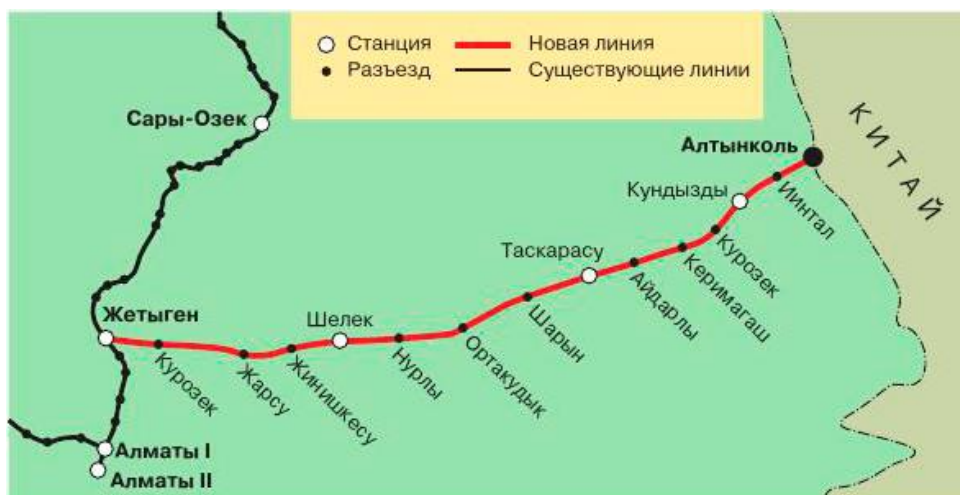 Станция
Новая линия
Разъезд
Существующие линии
Сары-Озек
КИТАЙ
Алтынколь
Кундызды
Иинтал
Курозек
Таскарасу
Керимагаш
Айдарлы
Жетыген
Шелек
Шарын
Ортакудык
Нурлы
Курозек
Жарсу
Жинишкесу
Алматы I
Алматы II